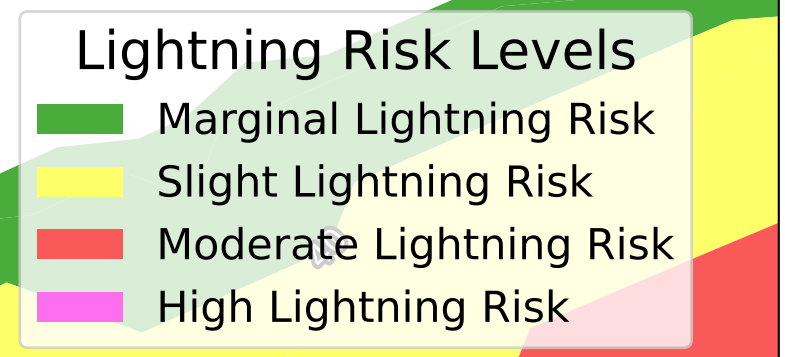 Lightning Risk Levels
Marginal Lightning Risk
Slight Lightning Risk
Moderate Lightning Risk
High Lightning Risk